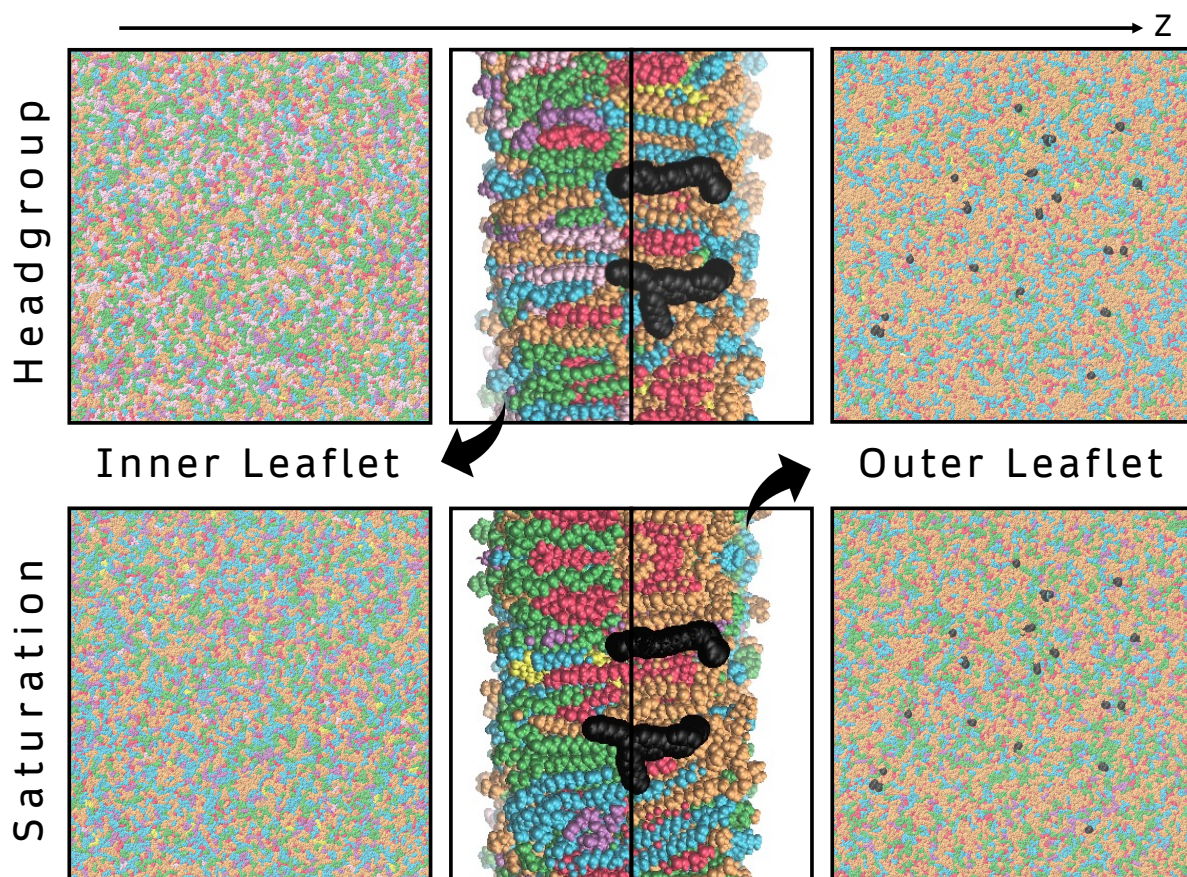 Z
Headgroup
Inner Leaflet
Outer Leaflet
Saturation